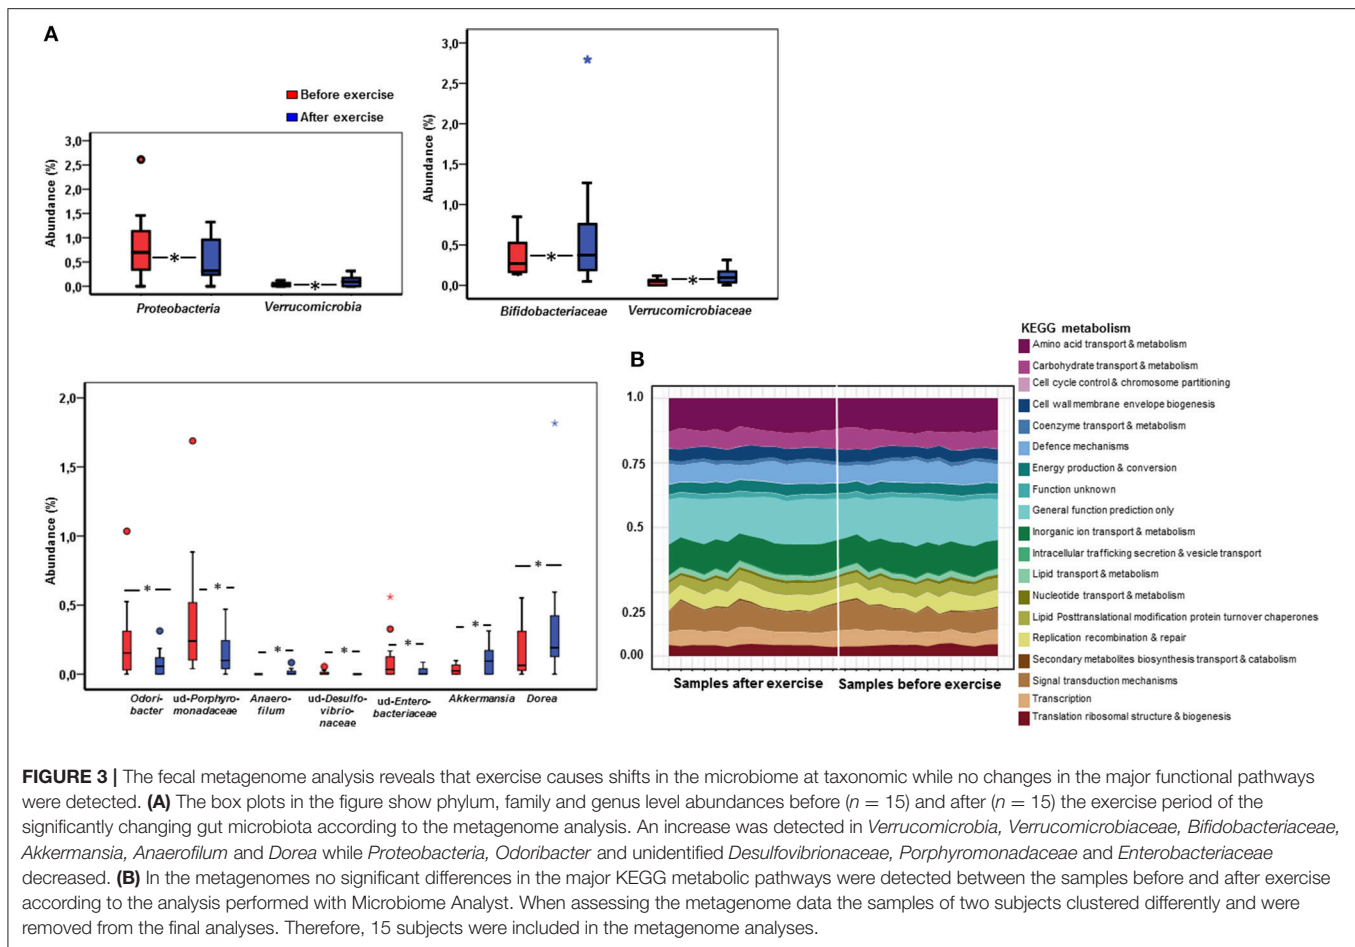 A
Before exercise
After exercise
Abundance (%)
3,0
2,5
2,0
1,5
1,0
0,5
0,0
*
*
Proteobacteria
Verrucomicrobia
Abundance (%)
3,0
2,5
2,0
1,5
1,0
0,5
0,0
*
*
*
Bifidobacteriaceae
Verrucomicrobiaceae
Abundance (%)
2,0
1,5
1,0
0,5
0,0
* * * * * * *
* *
Odori-
bacter
ud-Porphyro-
monadaceae
Anaero-
filum
ud-Desulfo-
vibrio-
naceae
ud-Entero-
bacteriaceae
Akkermansia
Dorea
B
1.0
0.75
0.5
0.25
0.00
Samples after exercise
Samples before exercise
KEGG metabolism
Amino acid transport & metabolism
Carbohydrate transport & metabolism
Cell cycle control & chromosome partitioning
Cell wall membrane envelope biogenesis
Coenzyme transport & metabolism
Defence mechanisms
Energy production & conversion
Function unknown
General function prediction only
Inorganic ion transport & metabolism
Intracellular trafficking secretion & vesicle transport
Lipid transport & metabolism
Nucleotide transport & metabolism
Lipid Posttranslational modification protein turnover chaperones
Replication recombination & repair
Secondary metabolites biosynthesis transport & catabolism
Signal transduction mechanisms
Transcription
Translation ribosomal structure & biogenesis
FIGURE 3 | The fecal metagenome analysis reveals that exercise causes shifts in the microbiome at taxonomic while no changes in the major functional pathways
were detected. (A) The box plots in the figure show phylum, family and genus level abundances before (n = 15) and after (n = 15) the exercise period of the
significantly changing gut microbiota according to the metagenome analysis. An increase was detected in Verrucomicrobia, Verrucomicrobiaceae, Bifidobacteriaceae,
Akkermansia, Anaerofilum and Dorea while Proteobacteria, Odoribacter and unidentified Desulfovibrionaceae, Porphyromonadaceae and Enterobacteriaceae
decreased. (B) In the metagenomes no significant differences in the major KEGG metabolic pathways were detected between the samples before and after exercise
according to the analysis performed with Microbiome Analyst. When assessing the metagenome data the samples of two subjects clustered differently and were
removed from the final analyses. Therefore, 15 subjects were included in the metagenome analyses.